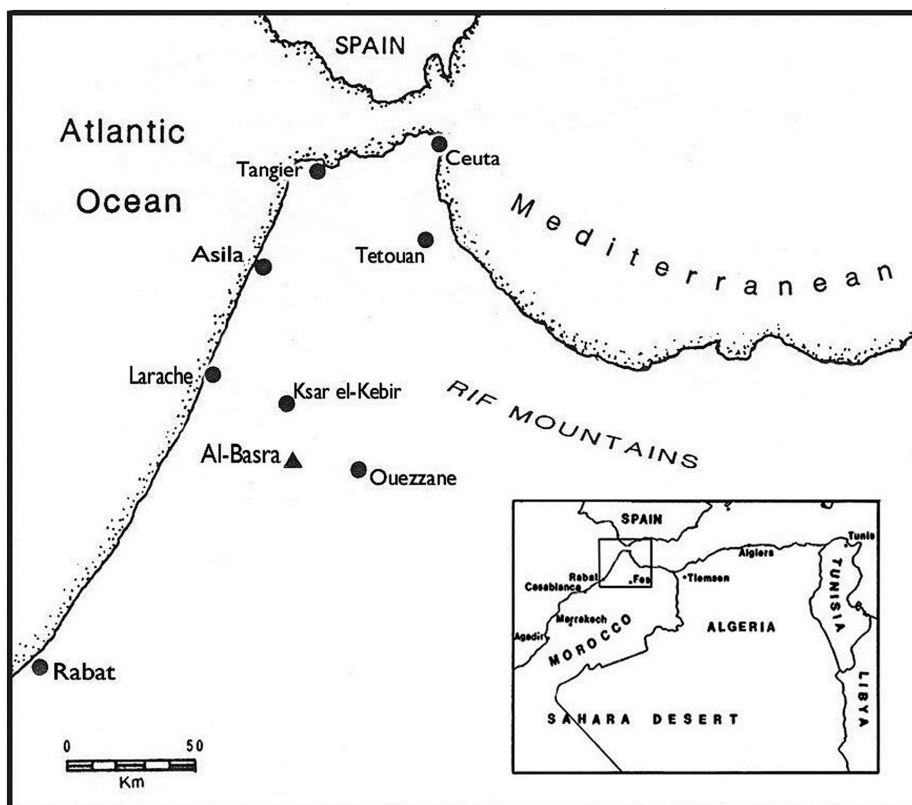 SPAIN
Atlantic
Ocean
Tangier
Ceuta
Mediterranean
Asila
Tetouan
Larache
Ksar el-Kebir
RIF MOUNTAINS
Al-Basra
Ouezzane
Rabat
0 50
Km
SPAIN
Tunis
Algiers
Rabat
Fes
Tlemsen
Casablanca
TUNISIA
Marrakech
ALGERIA
Agadir
MOROCCO
LIBYA
SAHARA DESERT